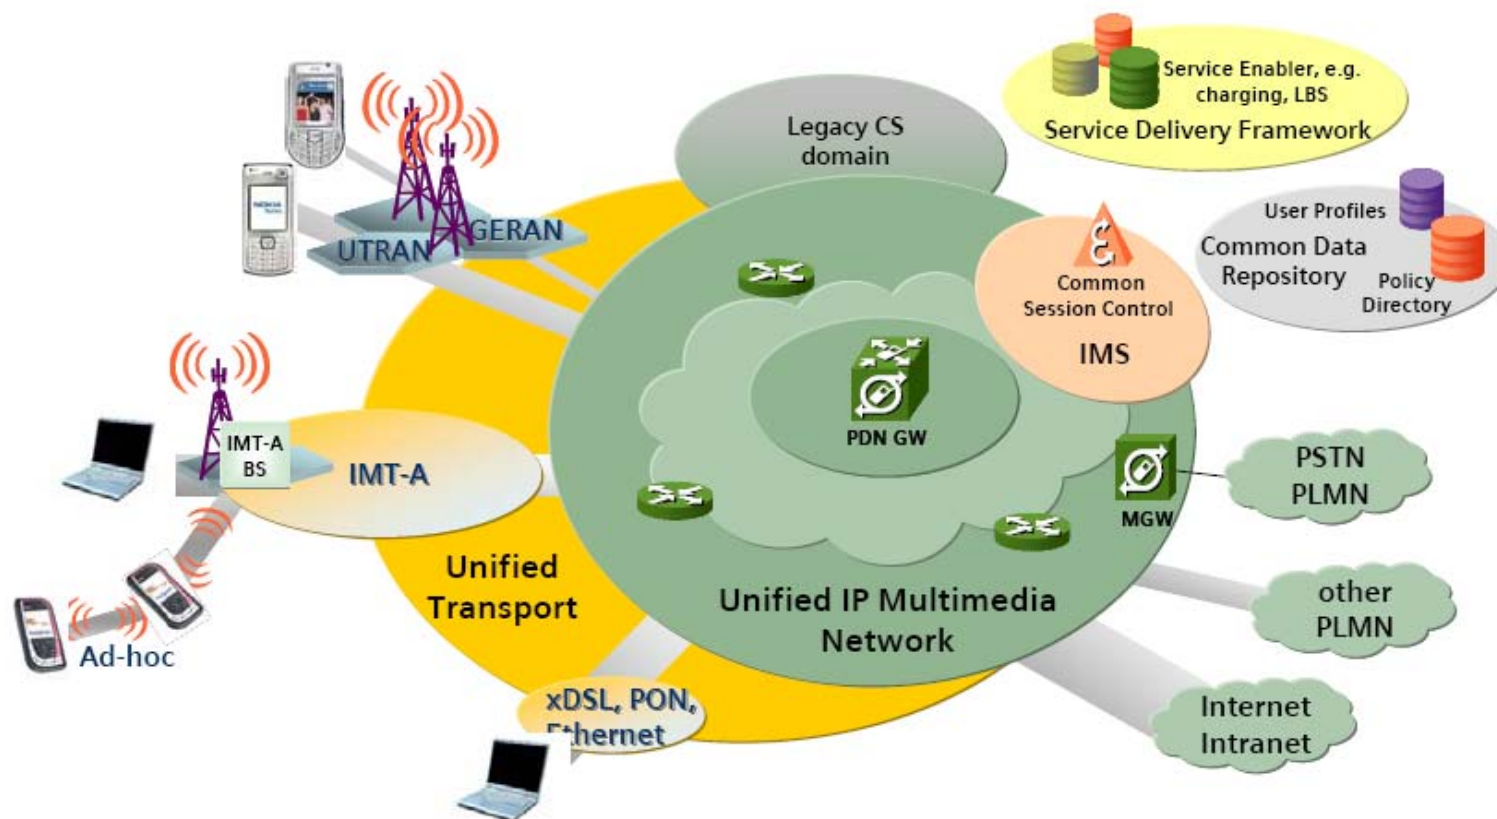 Service Enabler, e.g.
charging, LBS
Service Delivery Framework
Legacy CS
domain
User Profiles
Common Data
Repository
Policy
Directory
GERAN
UTRAN
Common
Session Control
IMS
PDN GW
IMT-A
BS
IMT-A
MGW
PSTN
PLMN
Unified
Transport
Unified IP Multimedia
Network
other
PLMN
Ad-hoc
xDSL, PON,
Ethernet
Internet
Intranet